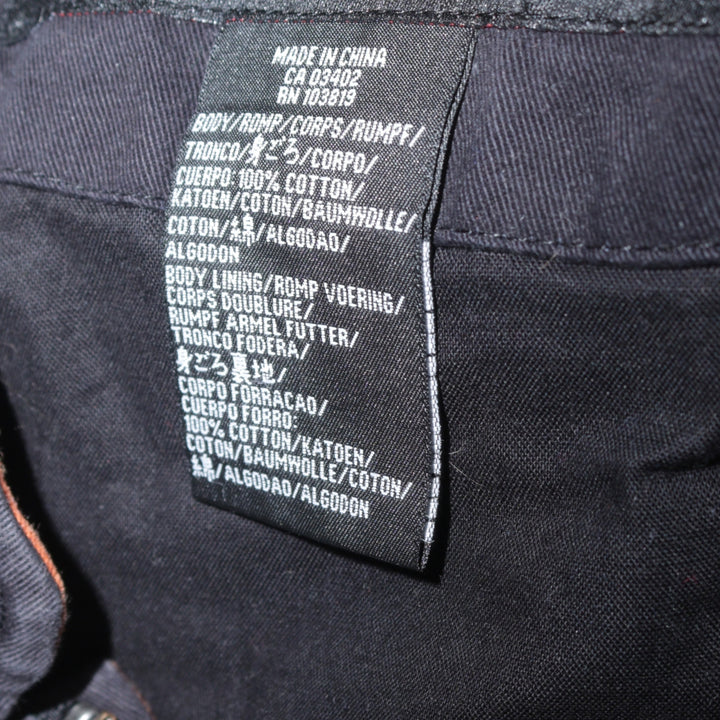 MADE IN CHINA
CA 03402
RN 103819
BODY/ROMP/CORPS/RUMPF/
TRONCO/身ごろ/CORPO/
CUERPO 100% COTTON/
KATOEN/COTON/BAUMWOLLE/
COTON/綿/ALGODAO/
ALGODON
BODY LINING/ROMP VOERING/
CORPS DOUBLURE/
RUMPF ARMEL FUTTER/
TRONCO FODERA/
身ごろ裏地/
CORPO FORRACAO/
CUERPO FORRO:
100% COTTON/KATOEN/
COTON/BAUMWOLLE/COTON/
綿/ALGODAO/ALGODON